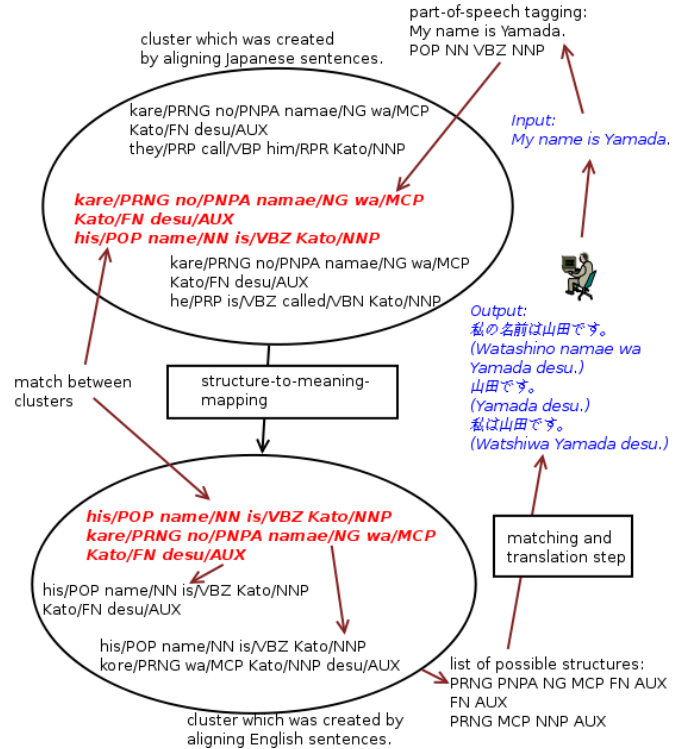 part-of-speech tagging:
My name is Yamada.
POP NN VBZ NNP
cluster which was created
by aligning Japanese sentences.
Input:
My name is Yamada.
kare/PRNG no/PNPA namae/NG wa/MCP
Kato/FN desu/AUX
they/PRP call/VBP him/RPR Kato/NNP
kare/PRNG no/PNPA namae/NG wa/MCP
Kato/FN desu/AUX
his/POP name/NN is/VBZ Kato/NNP
kare/PRNG no/PNPA namae/NG wa/MCP
Kato/FN desu/AUX
he/PRP is/VBZ called/VBN Kato/NNP
Output:
私の名前は山田です。
(Watashino namae wa
Yamada desu.)
山田です。
(Yamada desu.)
私は山田です。
(Watshiwa Yamada desu.)
match between
clusters
structure-to-meaning-
mapping
his/POP name/NN is/VBZ Kato/NNP
kare/PRNG no/PNPA namae/NG wa/MCP
Kato/FN desu/AUX
his/POP name/NN is/VBZ Kato/NNP
Kato/FN desu/AUX
his/POP name/NN is/VBZ Kato/NNP
kore/PRNG wa/MCP Kato/NNP desu/AUX
matching and
translation step
list of possible structures:
PRNG PNPA NG MCP FN AUX
FN AUX
PRNG MCP NNP AUX
cluster which was created by
aligning English sentences.